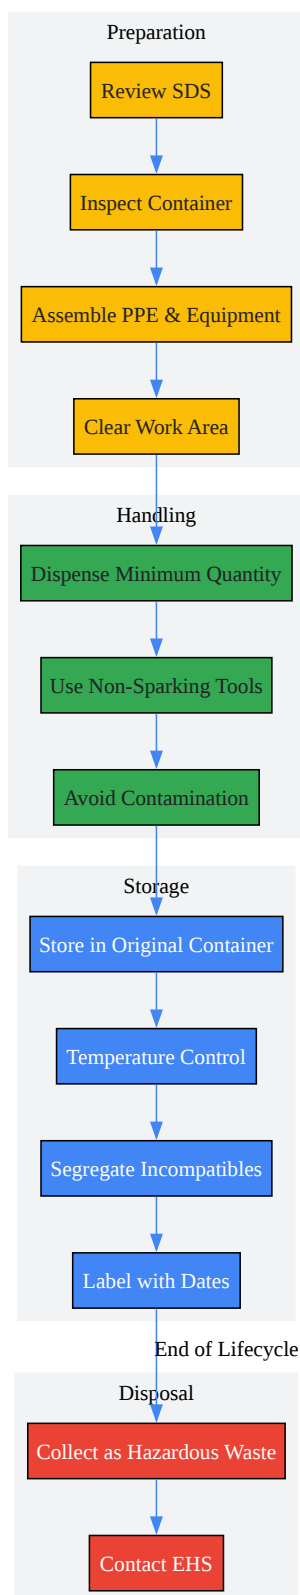 Preparation
Review SDS
Inspect Container
Assemble PPE & Equipment
Clear Work Area
Handling
Dispense Minimum Quantity
Use Non-Sparking Tools
Avoid Contamination
Storage
Store in Original Container
Temperature Control
Segregate Incompatibles
Label with Dates
End of Lifecycle
Disposal
Collect as Hazardous Waste
Contact EHS